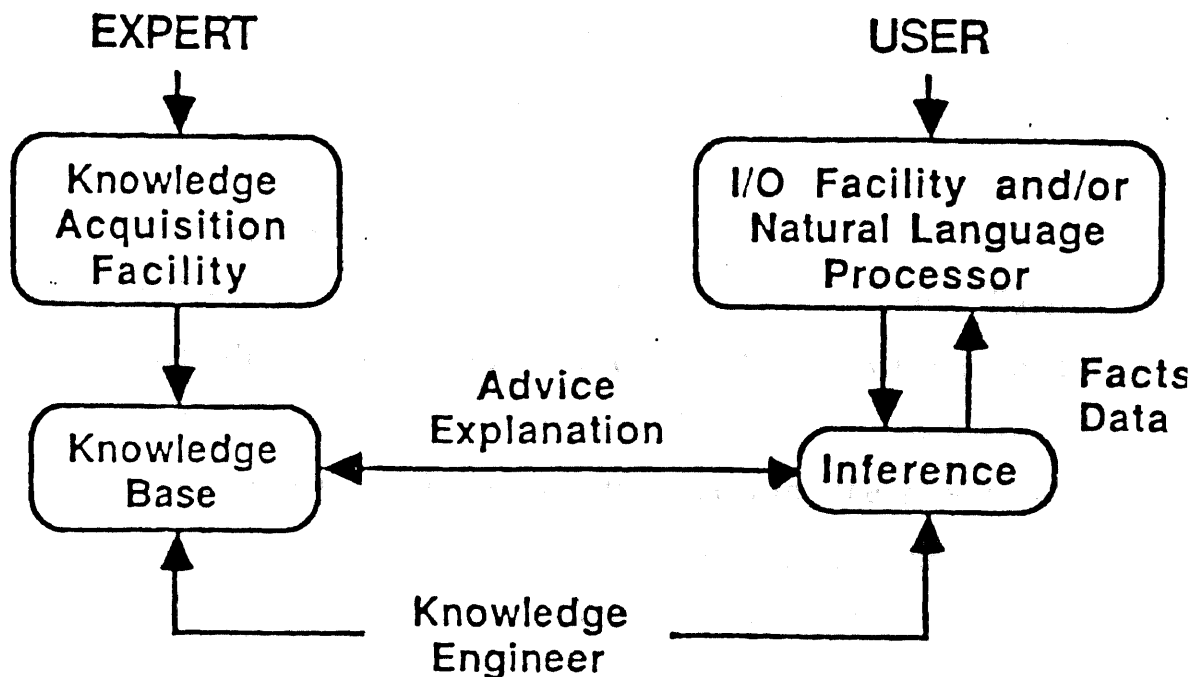 EXPERT
USER
Knowledge
Acquisition
Facility
I/O Facility and/or
Natural Language
Processor
Advice
Explanation
Facts
Data
Knowledge
Base
Inference
Knowledge
Engineer